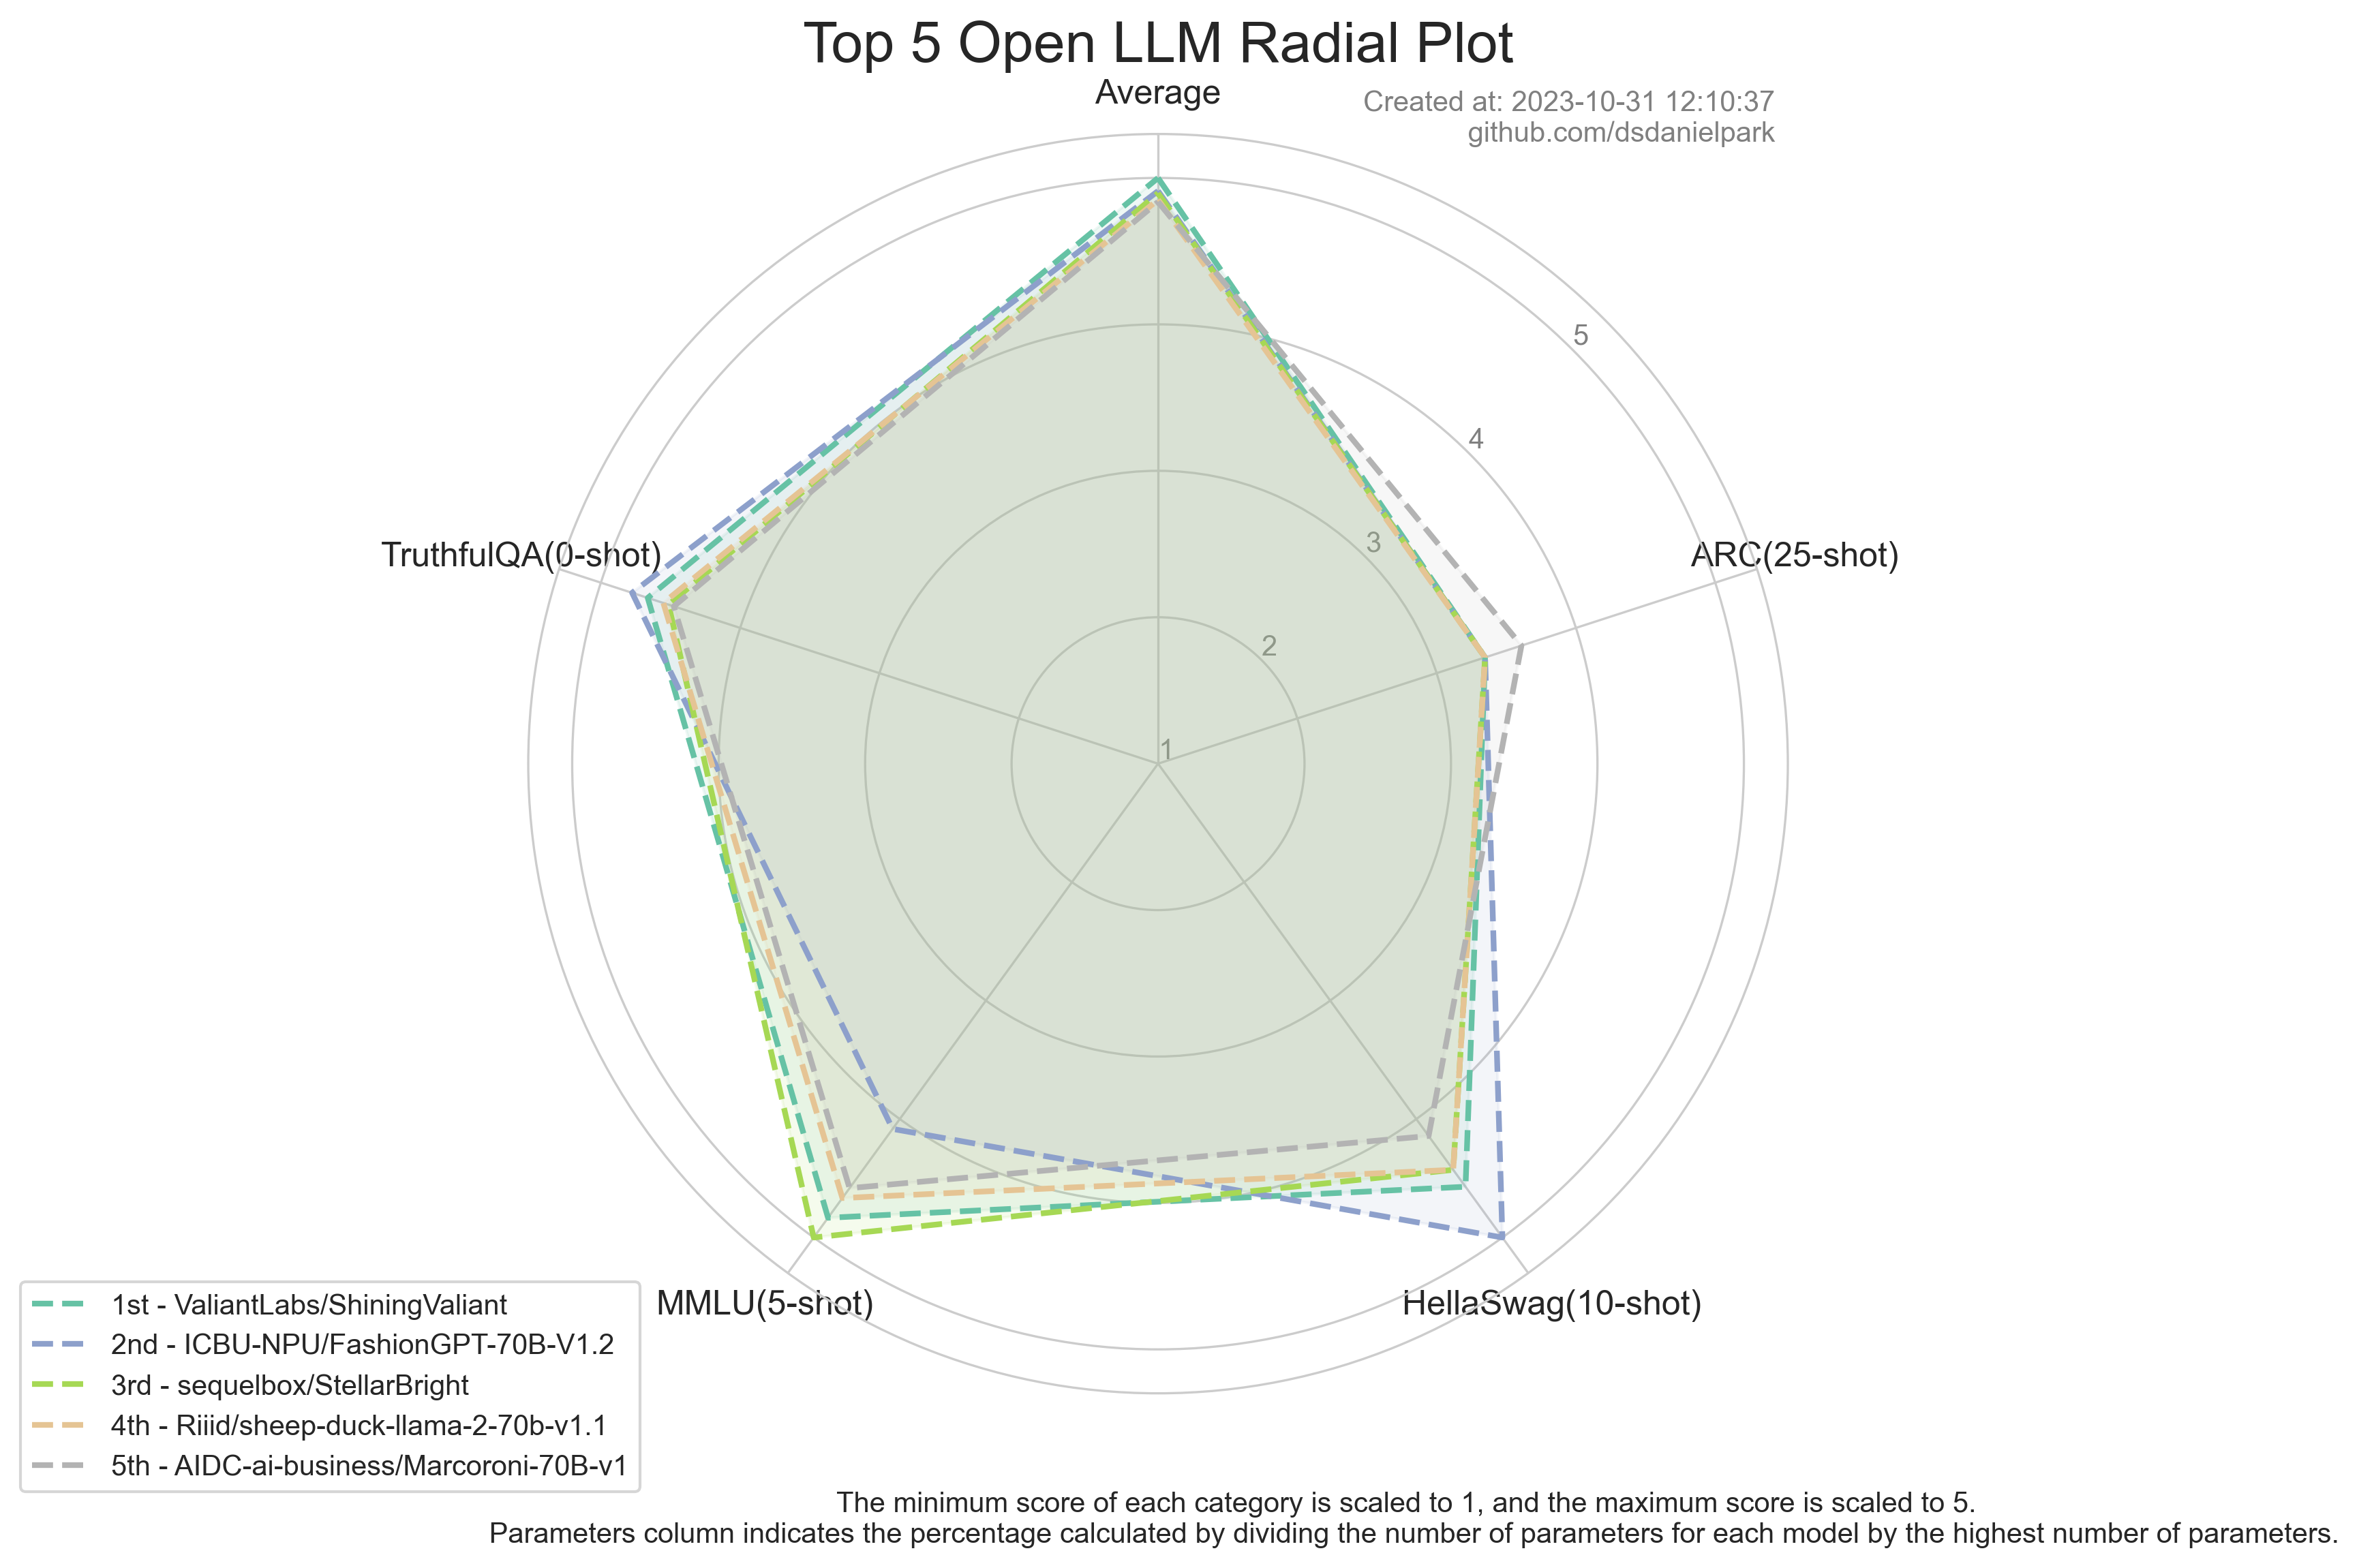 Top 5 Open LLM Radial Plot
Average
Created at: 2023-10-31 12:10:37
github.com/dsdanielpark
5
4
3
2
1
TruthfulQA(0-shot)
ARC(25-shot)
MMLU(5-shot)
HellaSwag(10-shot)
1st - ValiantLabs/ShiningValiant
2nd - ICBU-NPU/FashionGPT-70B-V1.2
3rd - sequelbox/StellarBright
4th - Riiid/sheep-duck-llama-2-70b-v1.1
5th - AIDC-ai-business/Marcoroni-70B-v1
The minimum score of each category is scaled to 1, and the maximum score is scaled to 5.
Parameters column indicates the percentage calculated by dividing the number of parameters for each model by the highest number of parameters.